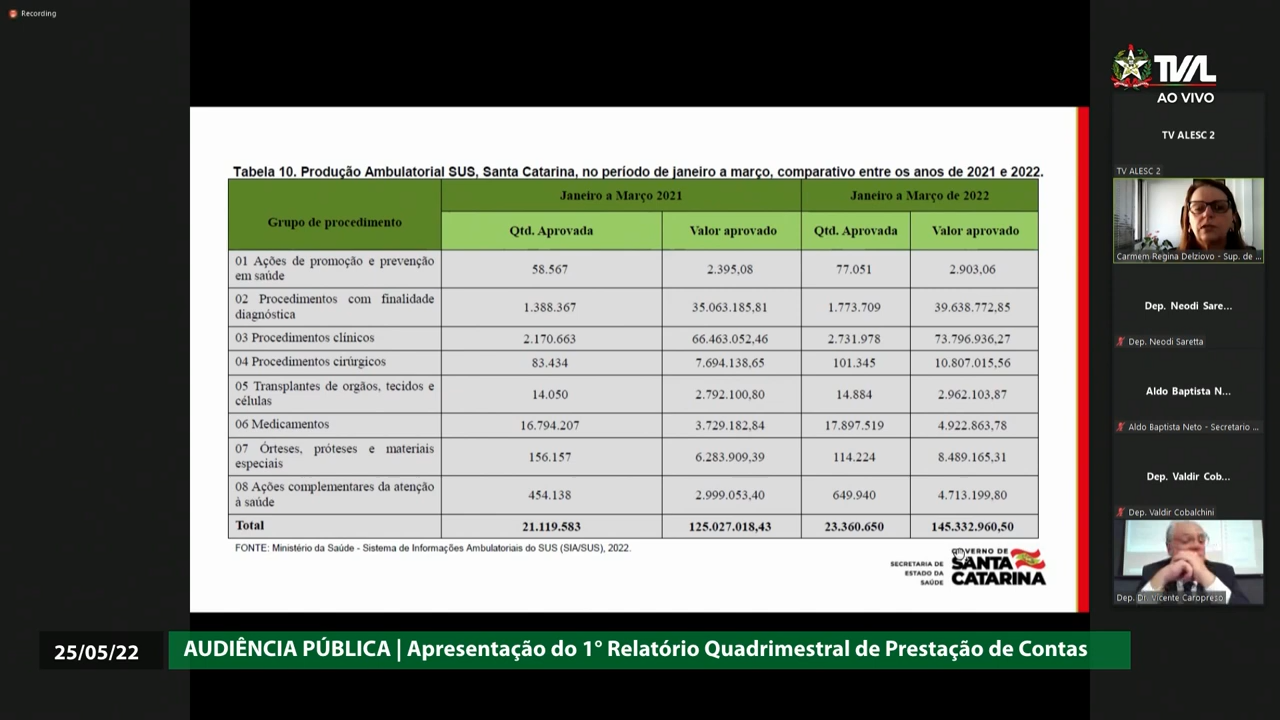 Recording
TVAL
AO VIVO
TV ALESC 2
TV ALESC 2
Carmem Regina Delziovo - Sup. de ...
Dep. Neodi Sare...
Dep. Neodi Saretta
Aldo Baptista N...
Aldo Baptista Neto - Secretario ...
Dep. Valdir Cob...
Dep. Valdir Cobalchini
Dep. Dr. Vicente Caropreso
Tabela 10. Produção Ambulatorial SUS, Santa Catarina, no período de janeiro a março, comparativo entre os anos de 2021 e 2022.
Grupo de procedimento
Janeiro a Março 2021
Janeiro a Março de 2022
Qtd. Aprovada
Valor aprovado
Qtd. Aprovada
Valor aprovado
01 Ações de promoção e prevenção
em saúde
58.567
2.395,08
77.051
2.903,06
02 Procedimentos com finalidade
diagnóstica
1.388.367
35.063.185,81
1.773.709
39.638.772,85
03 Procedimentos clínicos
2.170.663
66.463.052,46
2.731.978
73.796.936,27
04 Procedimentos cirúrgicos
83.434
7.694.138,65
101.345
10.807.015,56
05 Transplantes de orgãos, tecidos e
células
14.050
2.792.100,80
14.884
2.962.103,87
06 Medicamentos
16.794.207
3.729.182,84
17.897.519
4.922.863,78
07 Órteses, próteses e materiais
especiais
156.157
6.283.909,39
114.224
8.489.165,31
08 Ações complementares da atenção
à saúde
454.138
2.999.053,40
649.940
4.713.199,80
Total
21.119.583
125.027.018,43
23.360.650
145.332.960,50
FONTE: Ministério da Saúde - Sistema de Informações Ambulatoriais do SUS (SIA/SUS), 2022.
SECRETARIA DE
ESTADO DA
SAÚDE
GOVERNO DE
SANTA
CATARINA
25/05/22
AUDIÊNCIA PÚBLICA | Apresentação do 1° Relatório Quadrimestral de Prestação de Contas